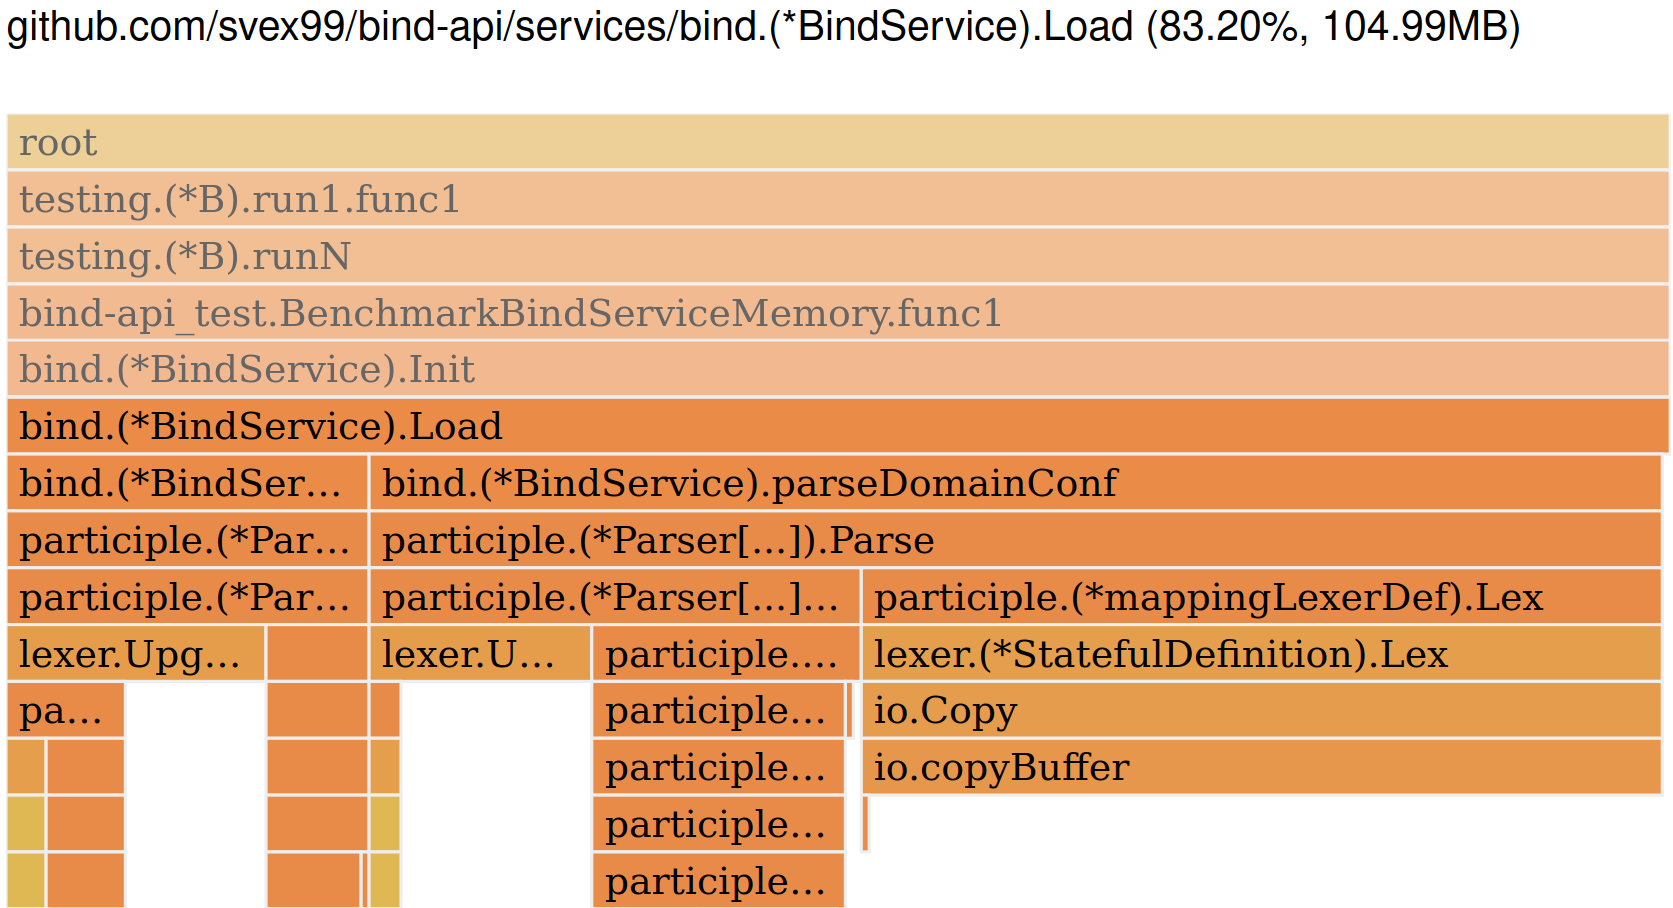 github.com/svex99/bind-api/services/bind.(*BindService).Load (83.20%, 104.99MB)
root
testing.(*B).run1.func1
testing.(*B).runN
bind-api_test.BenchmarkBindServiceMemory.func1
bind.(*BindService).Init
bind.(*BindService).Load
bind.(*BindSer... bind.(*BindService).parseDomainConf
participle.(*Par... participle.(*Parser[...]).Parse
participle.(*Par... participle.(*Parser[...]... participle.(*mappingLexerDef).Lex
lexer.Upg... lexer.U... participle.... lexer.(*StatefulDefinition).Lex
pa... participle... io.Copy
participle... io.copyBuffer
participle...
participle...